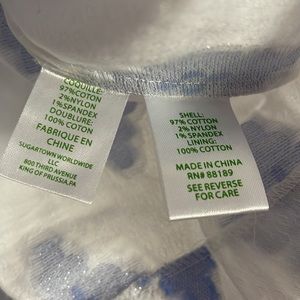 COQUILLE:
97% COTON
2% NYLON
1% SPANDEX
DOUBLURE:
100% COTON
FABRIQUE EN
CHINE
SUGARTOWN WORLDWIDE
LLC
800 THIRD AVENUE
KING OF PRUSSIA, PA
SHELL:
97% COTTON
2% NYLON
1% SPANDEX
LINING:
100% COTTON
MADE IN CHINA
RN# 88189
SEE REVERSE
FOR CARE